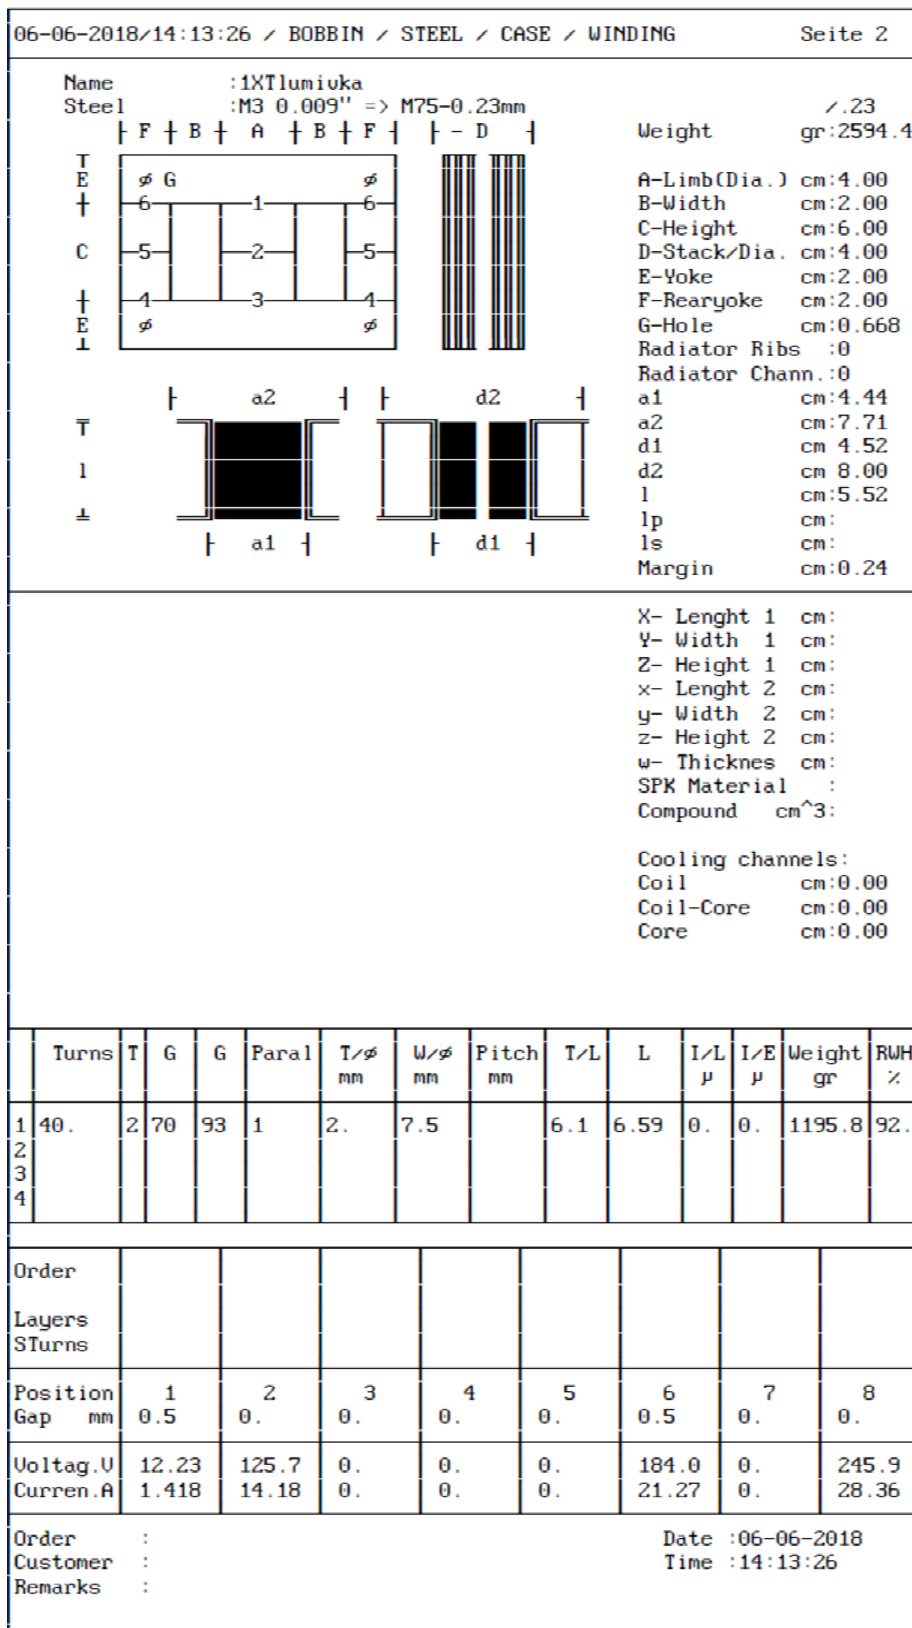 06-06-2018/14:13:26 / BOBBIN / STEEL / CASE / WINDING Seite 2
Name :1XTlumivka
Steel :M3 0.009" => M75-0.23mm /.23
F B A B F - D Weight gr:2594.4
E ø G ø A-Limb(Dia.) cm:4.00
6 1 6 B-Width cm:2.00
C-Height cm:6.00
C 5 2 5 D-Stack/Dia. cm:4.00
E-Yoke cm:2.00
4 3 4 F-Rearyoke cm:2.00
E ø ø G-Hole cm:0.668
Radiator Ribs :0
Radiator Chann.:0
a2 d2 a1 cm:4.44
a2 cm:7.71
d1 cm 4.52
l d2 cm 8.00
l cm:5.52
lp cm:
a1 d1 ls cm:
Margin cm:0.24
X- Lenght 1 cm:
Y- Width 1 cm:
Z- Height 1 cm:
x- Lenght 2 cm:
y- Width 2 cm:
z- Height 2 cm:
w- Thicknes cm:
SPK Material :
Compound cm^3:
Cooling channels:
Coil cm:0.00
Coil-Core cm:0.00
Core cm:0.00
Turns T G G Paral T/ø W/ø Pitch T/L L I/L I/E Weight RWH
mm mm mm µ µ gr %
1 40. 2 70 93 1 2. 7.5 6.1 6.59 0. 0. 1195.8 92.
2
3
4
Order
Layers
STurns
Position 1 2 3 4 5 6 7 8
Gap mm 0.5 0. 0. 0. 0. 0.5 0. 0.
Voltag.V 12.23 125.7 0. 0. 0. 184.0 0. 245.9
Curren.A 1.418 14.18 0. 0. 0. 21.27 0. 28.36
Order : Date :06-06-2018
Customer : Time :14:13:26
Remarks :